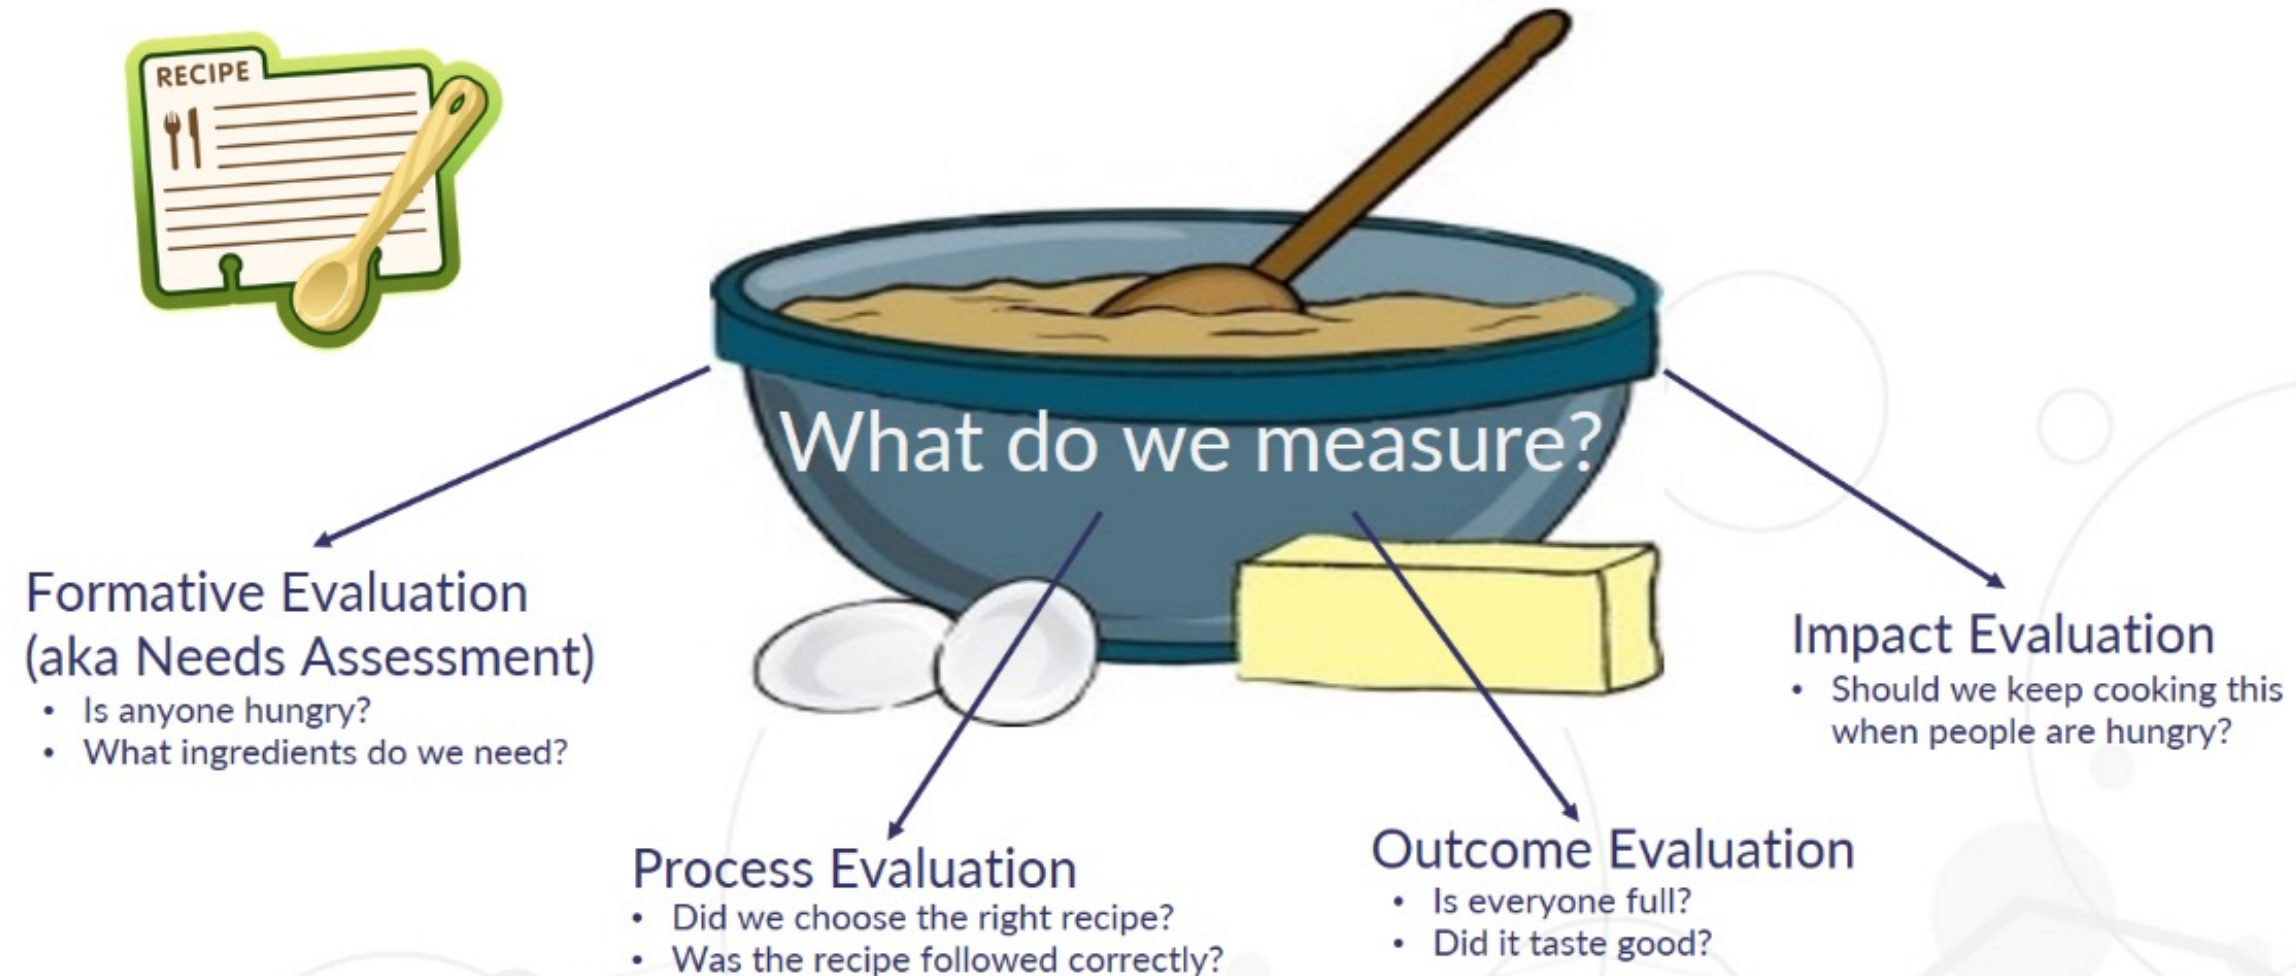 RECIPE
What do we measure?
Formative Evaluation
(aka Needs Assessment)
• Is anyone hungry?
• What ingredients do we need?
Process Evaluation
• Did we choose the right recipe?
• Was the recipe followed correctly?
Outcome Evaluation
• Is everyone full?
• Did it taste good?
Impact Evaluation
• Should we keep cooking this
when people are hungry?